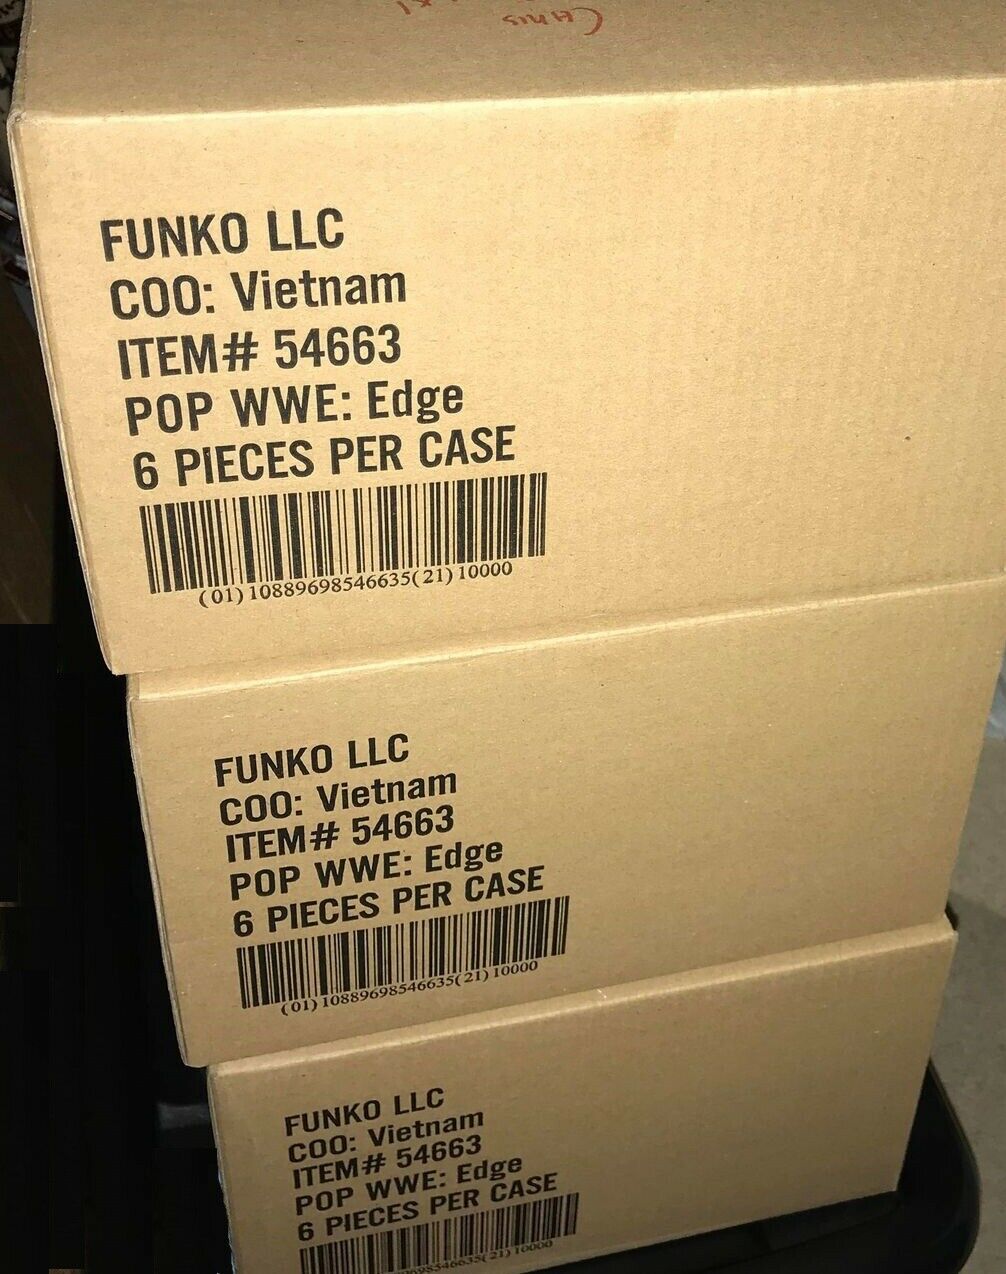 FUNKO LLC
COO: Vietnam
ITEM# 54663
POP WWE: Edge
6 PIECES PER CASE
(01)10889698546635(21)10000
FUNKO LLC
COO: Vietnam
ITEM# 54663
POP WWE: Edge
6 PIECES PER CASE
(01)10889698546635(21)10000
FUNKO LLC
COO: Vietnam
ITEM# 54663
POP WWE: Edge
6 PIECES PER CASE